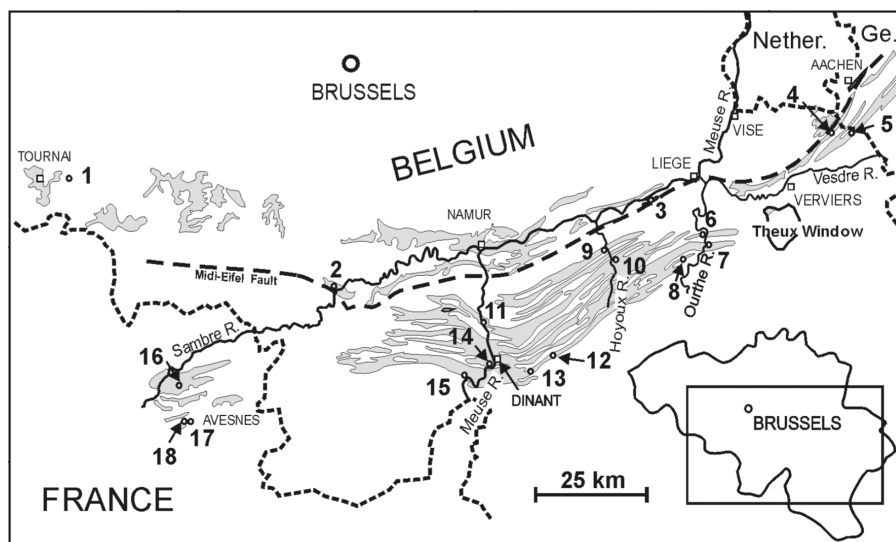 Nether.
Ge.
AACHEN
BRUSSELS
4
5
Meuse R.
VISE
BELGIUM
TOURNAI
1
LIEGE
Vesdre R.
VERVIERS
3
NAMUR
6
Theux Window
9
10
7
Midi-Eifel Fault
2
8
Ourthe R.
Hoyoux R.
11
Sambre R.
14
12
16
13
15
DINANT
Meuse R.
BRUSSELS
AVESNES
17
18
25 km
FRANCE